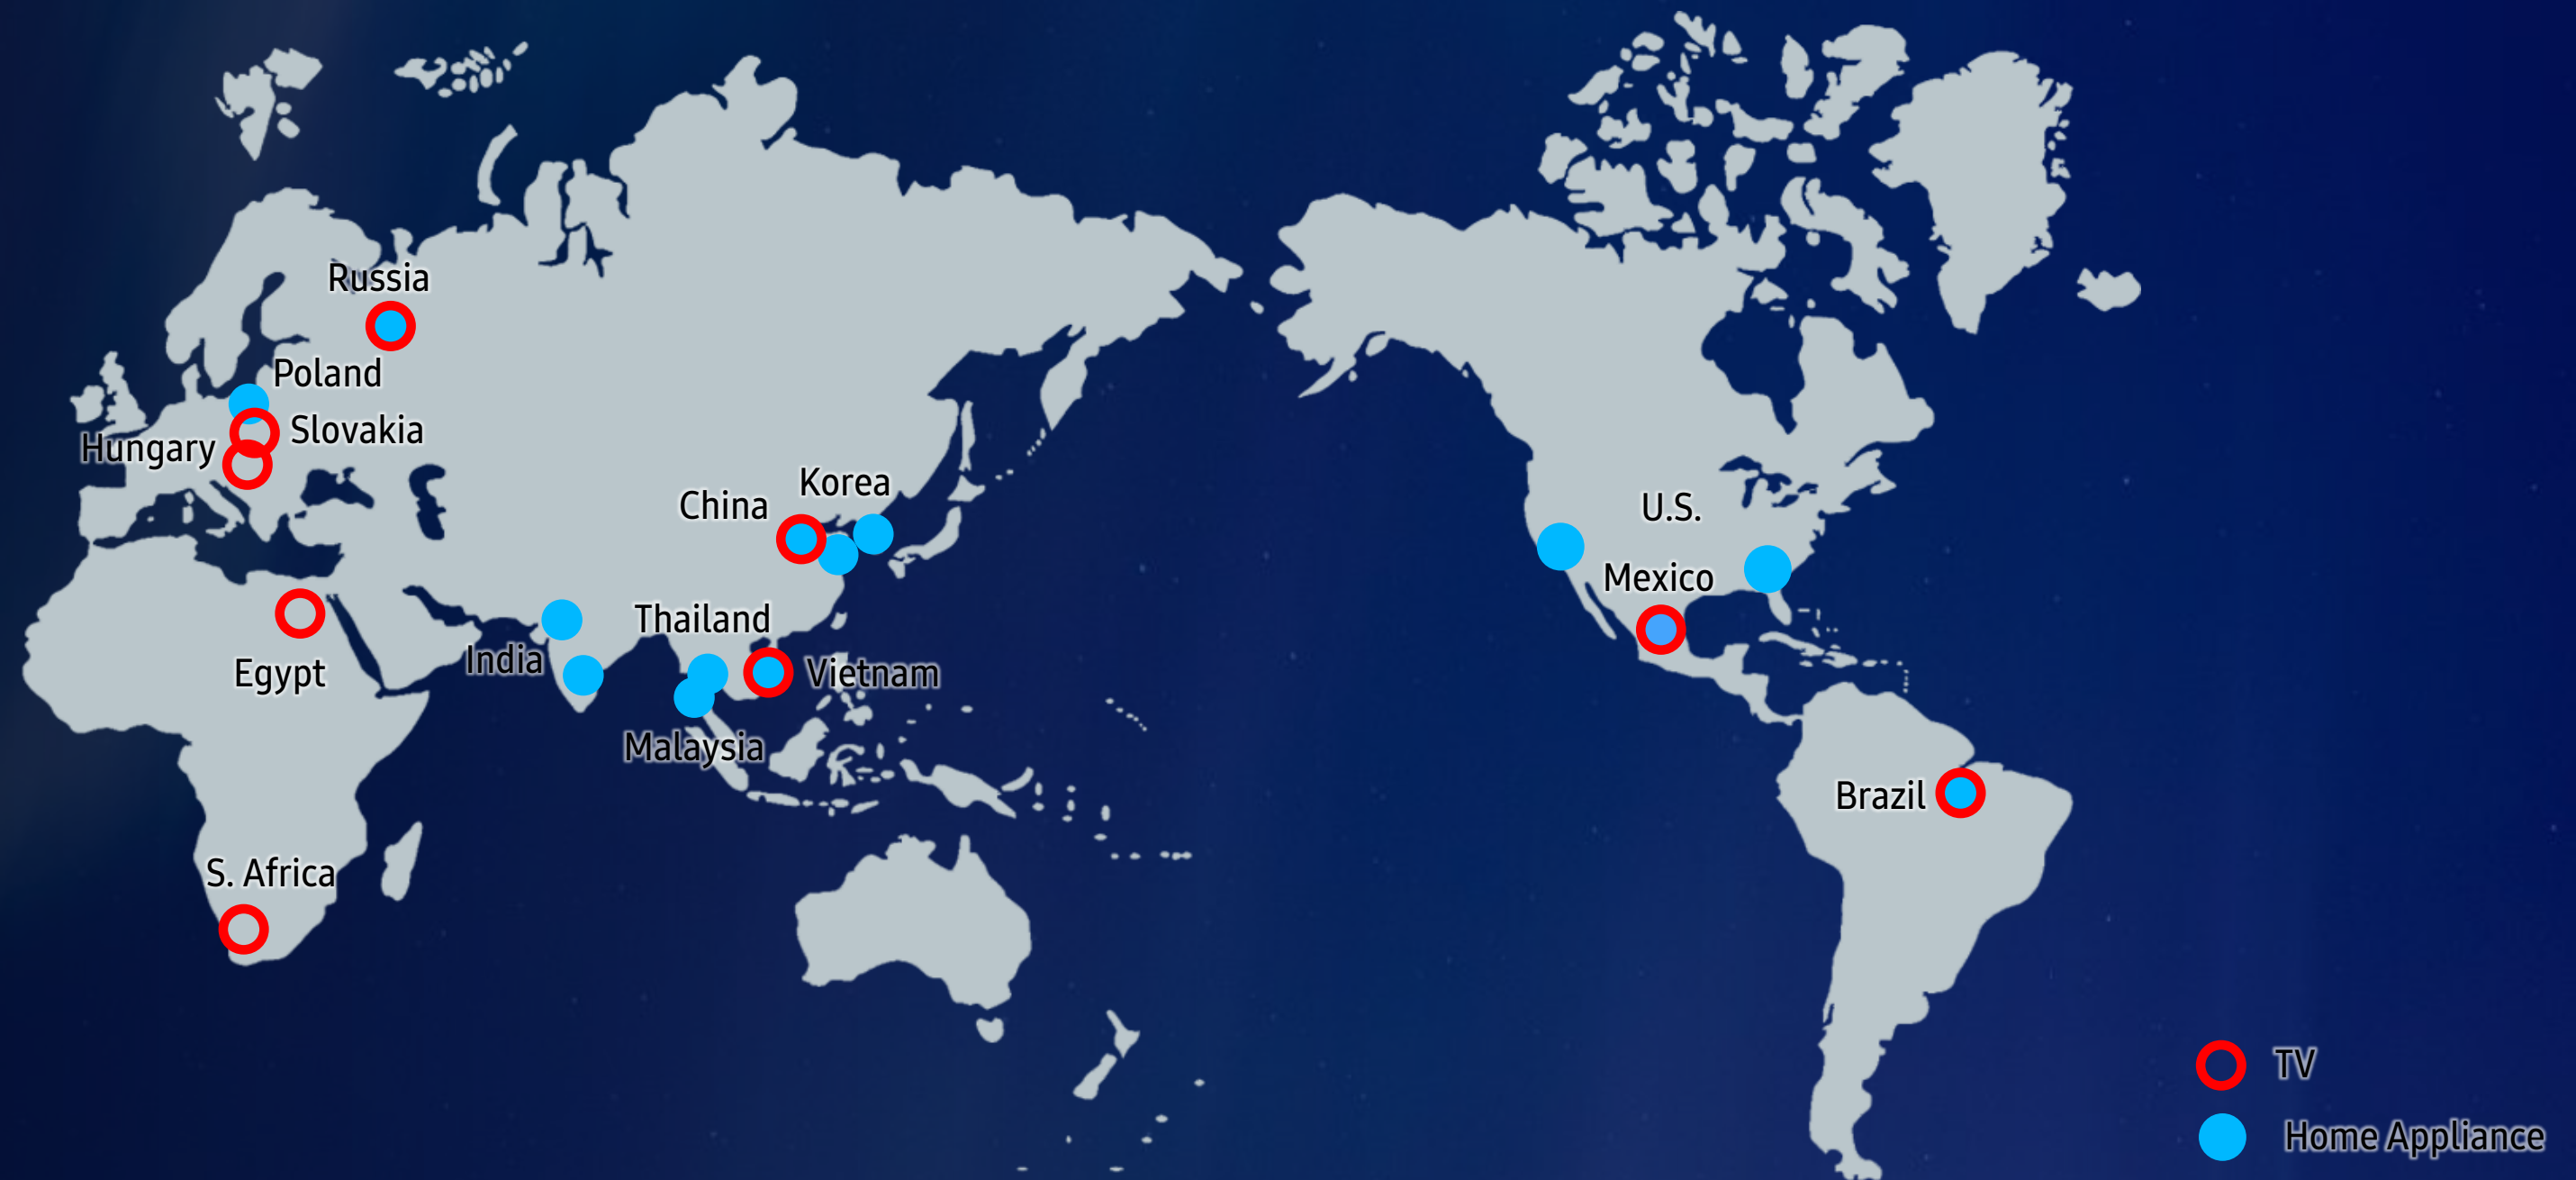 Russia
Poland
Slovakia
Hungary
Korea
China
U.S.
Mexico
Thailand
India
Vietnam
Egypt
Malaysia
Brazil
S. Africa
TV
Home Appliance